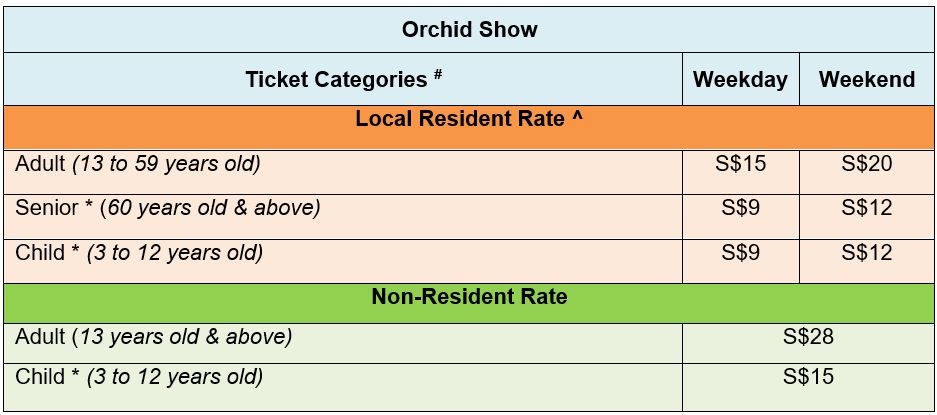 Orchid Show
Ticket Categories # Weekday Weekend
Local Resident Rate ^
Adult (13 to 59 years old) S$15 S$20
Senior * (60 years old & above) S$9 S$12
Child * (3 to 12 years old) S$9 S$12
Non-Resident Rate
Adult (13 years old & above) S$28
Child * (3 to 12 years old) S$15